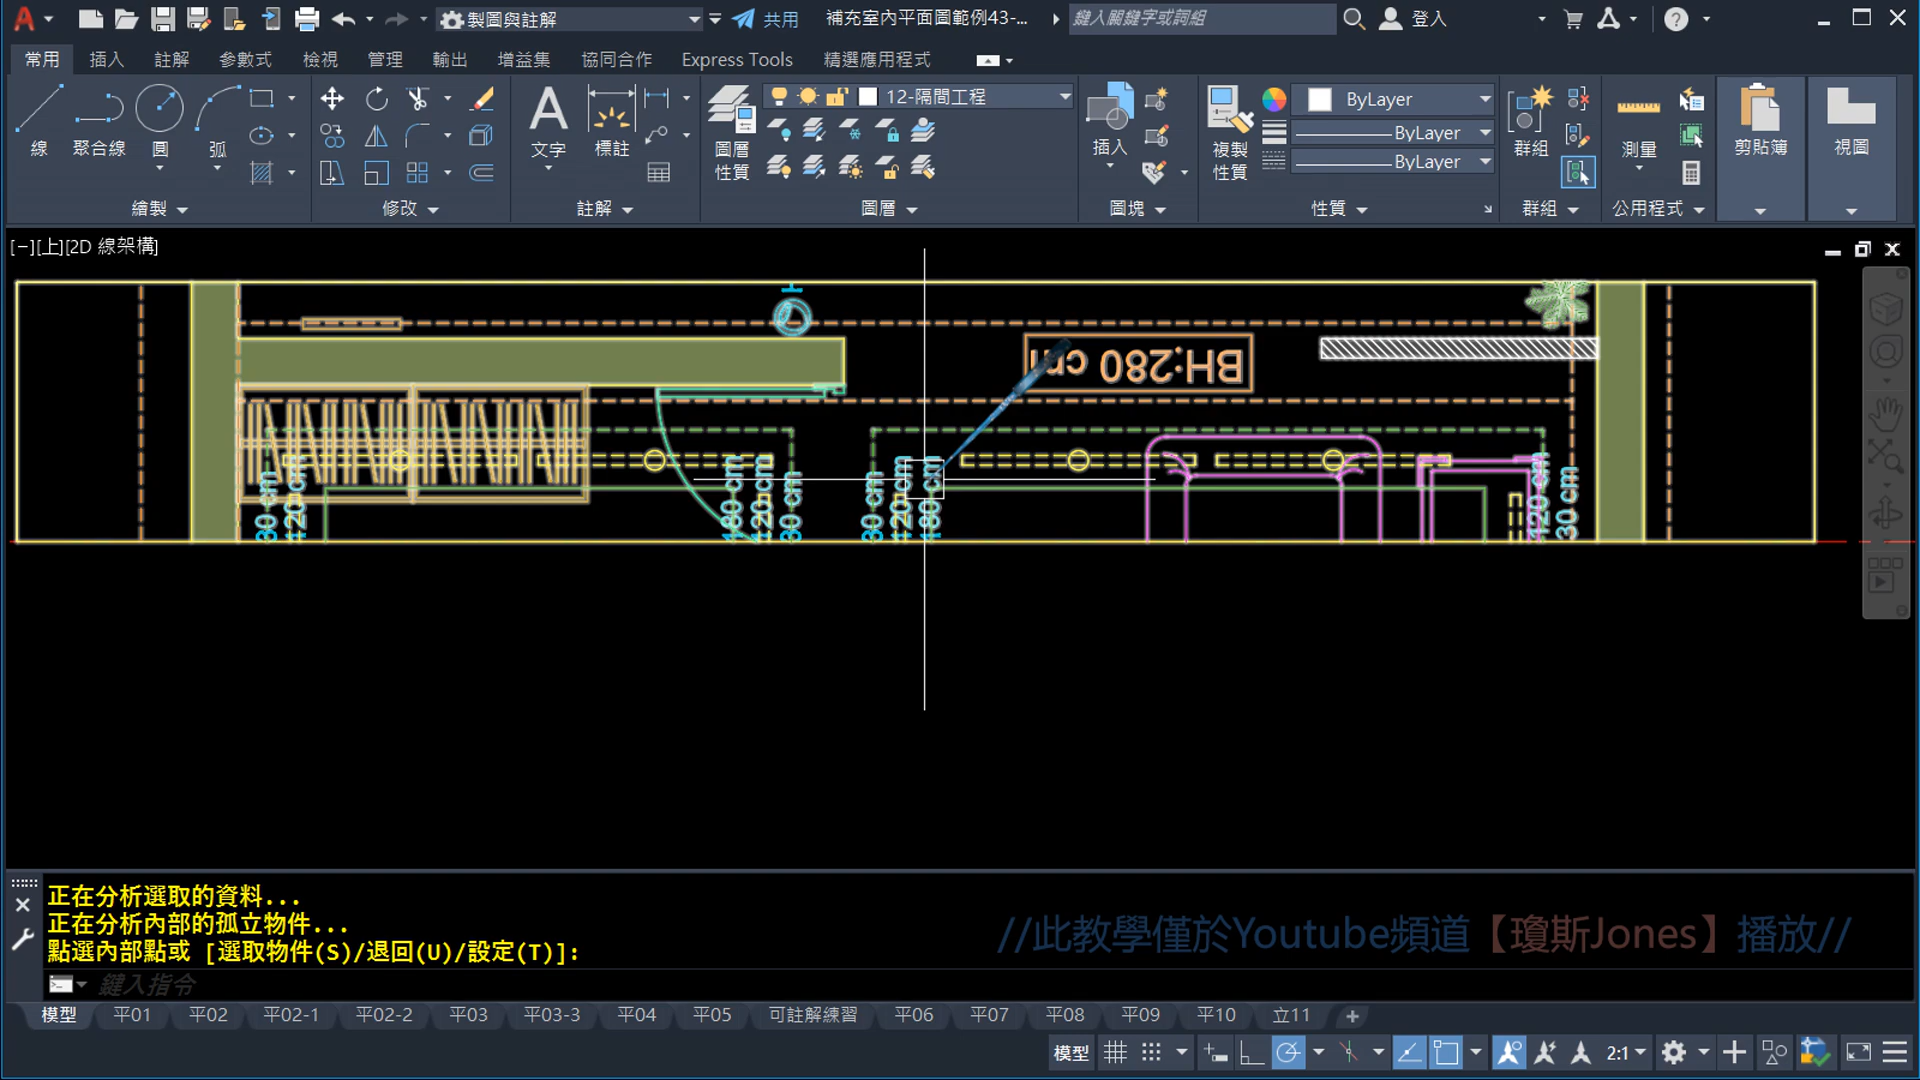 製圖與註解
共用
補充室內平面圖範例43-...
鍵入關鍵字或詞組
登入
常用
插入
註解
參數式
檢視
管理
輸出
增益集
協同合作
Express Tools
精選應用程式
線
聚合線
圓
弧
繪製
修改
文字
標註
註解
圖層
性質
12-隔間工程
圖層
插入
圖塊
複製
性質
ByLayer
ByLayer
ByLayer
性質
群組
群組
測量
公用程式
剪貼簿
視圖
[−][上][2D 線架構]
BH:280 cm
30 cm
120 cm
180 cm
120 cm
30 cm
30 cm
120 cm
180 cm
120 cm
30 cm
正在分析選取的資料...
正在分析內部的孤立物件...
點選內部點或 [選取物件(S)/退回(U)/設定(T)]:
鍵入指令
//此教學僅於Youtube頻道【瓊斯Jones】播放//
模型
平01
平02
平02-1
平02-2
平03
平03-3
平04
平05
可註解練習
平06
平07
平08
平09
平10
立11
模型
2:1